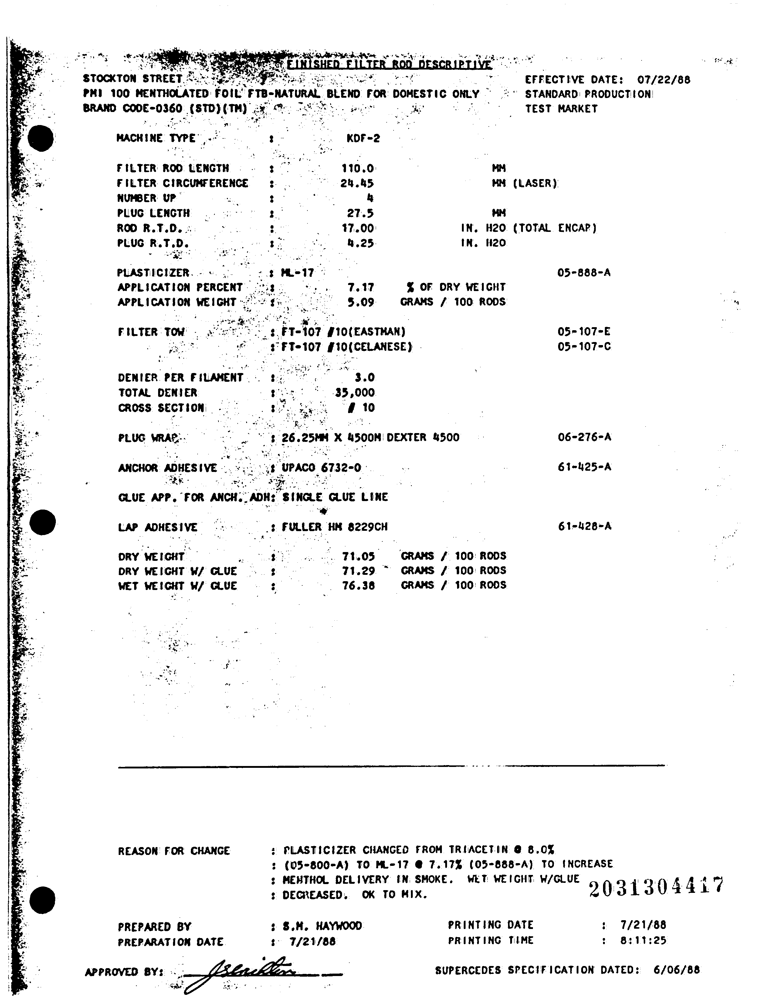 FINISHED FILTER ROD DESCRIPTIVE
STOCKTON STREET EFFECTIVE DATE: 07/22/88
PMI 100 MENTHOLATED FOIL FTB-NATURAL BLEND FOR DOMESTIC ONLY STANDARD PRODUCTION
BRAND CODE-0360 (STD)(TM) TEST MARKET
MACHINE TYPE : KDF-2
FILTER ROD LENGTH : 110.0 MM
FILTER CIRCUMFERENCE : 24.45 MM (LASER)
NUMBER UP : 4
PLUG LENGTH : 27.5 MM
ROD R.T.D. : 17.00 IN. H2O (TOTAL ENCAP)
PLUG R.T.D. : 4.25 IN. H2O
PLASTICIZER : ML-17 05-888-A
APPLICATION PERCENT : 7.17 % OF DRY WEIGHT
APPLICATION WEIGHT : 5.09 GRAMS / 100 RODS
FILTER TOW : FT-107 #10(EASTMAN) 05-107-E
: FT-107 #10(CELANESE) 05-107-C
DENIER PER FILAMENT : 3.0
TOTAL DENIER : 35,000
CROSS SECTION : # 10
PLUG WRAP : 26.25MM X 4500M DEXTER 4500 06-276-A
ANCHOR ADHESIVE : UPACO 6732-0 61-425-A
GLUE APP. FOR ANCH. ADH: SINGLE GLUE LINE
LAP ADHESIVE : FULLER HM 8229CH 61-428-A
DRY WEIGHT : 71.05 GRAMS / 100 RODS
DRY WEIGHT W/ GLUE : 71.29 GRAMS / 100 RODS
WET WEIGHT W/ GLUE : 76.38 GRAMS / 100 RODS
REASON FOR CHANGE : PLASTICIZER CHANGED FROM TRIACETIN @ 8.0%
: (05-800-A) TO ML-17 @ 7.17% (05-888-A) TO INCREASE
: MENTHOL DELIVERY IN SMOKE. WET WEIGHT W/GLUE
: DECREASED. OK TO MIX.
2031304417
PREPARED BY : S.M. HAYWOOD PRINTING DATE : 7/21/88
PREPARATION DATE : 7/21/88 PRINTING TIME : 8:11:25
APPROVED BY: SUPERCEDES SPECIFICATION DATED: 6/06/88